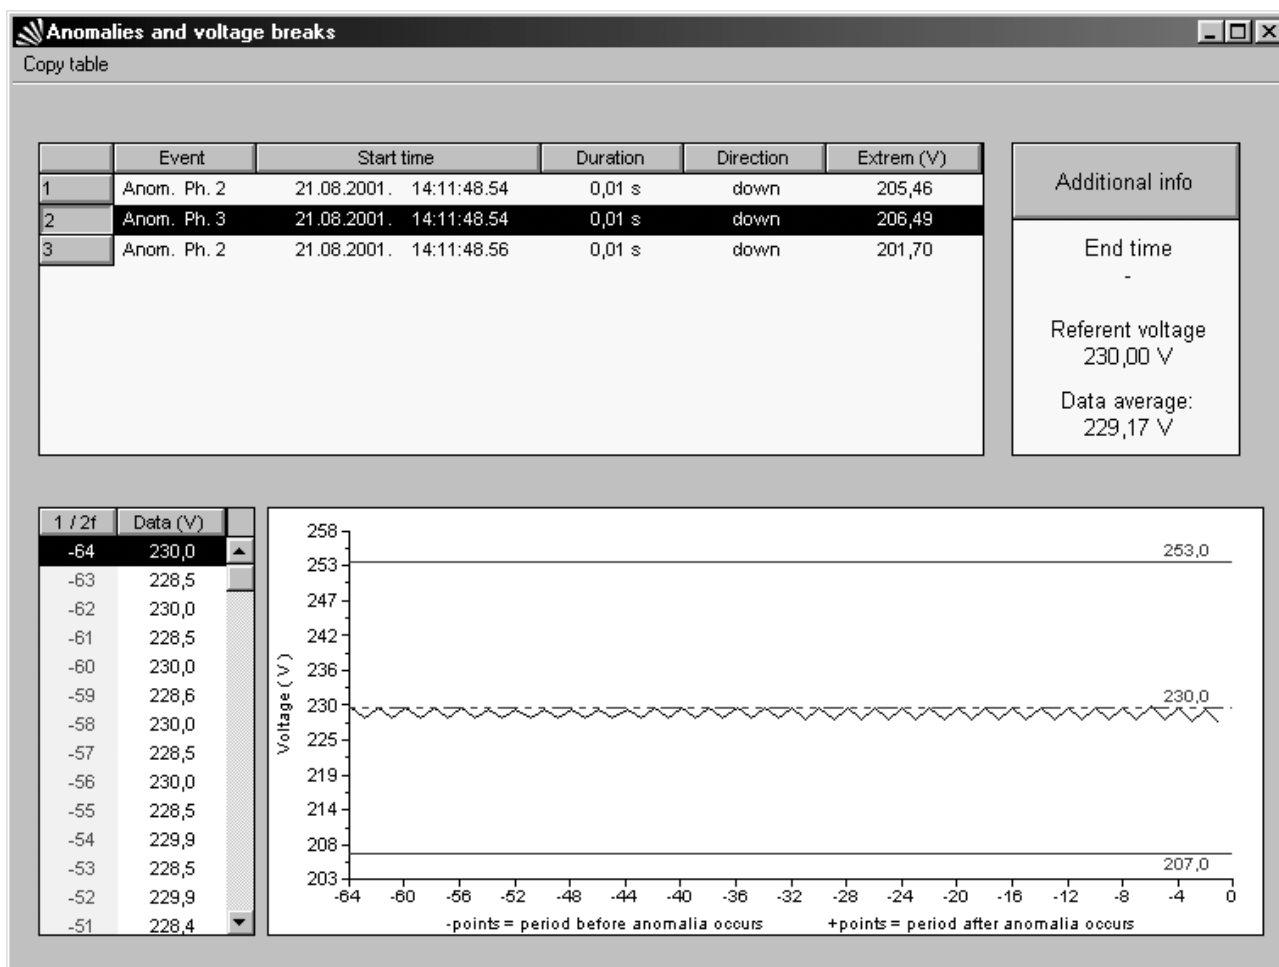 Anomalies and voltage breaks
Copy table
Event Start time Duration Direction Extrem (V)
1 Anom. Ph. 2 21.08.2001. 14:11:48.54 0,01 s down 205,46
2 Anom. Ph. 3 21.08.2001. 14:11:48.54 0,01 s down 206,49
3 Anom. Ph. 2 21.08.2001. 14:11:48.56 0,01 s down 201,70
Additional info
End time
-
Referent voltage
230,00 V
Data average:
229,17 V
1 / 2f Data (V)
-64 230,0
-63 228,5
-62 230,0
-61 228,5
-60 230,0
-59 228,6
-58 230,0
-57 228,5
-56 230,0
-55 228,5
-54 229,9
-53 228,5
-52 229,9
-51 228,4
Voltage ( V )
258
253
247
242
236
230
225
219
214
208
203
253,0
230,0
207,0
-64 -60 -56 -52 -48 -44 -40 -36 -32 -28 -24 -20 -16 -12 -8 -4 0
-points = period before anomalia occurs +points = period after anomalia occurs